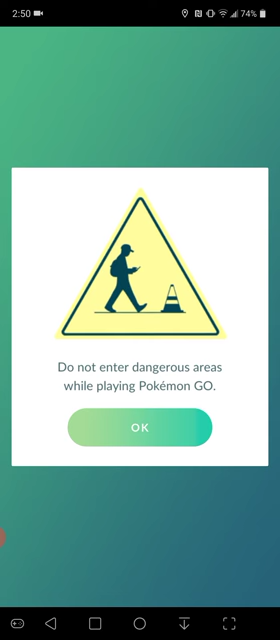 2:50
74%
Do not enter dangerous areas
while playing Pokémon GO.
OK